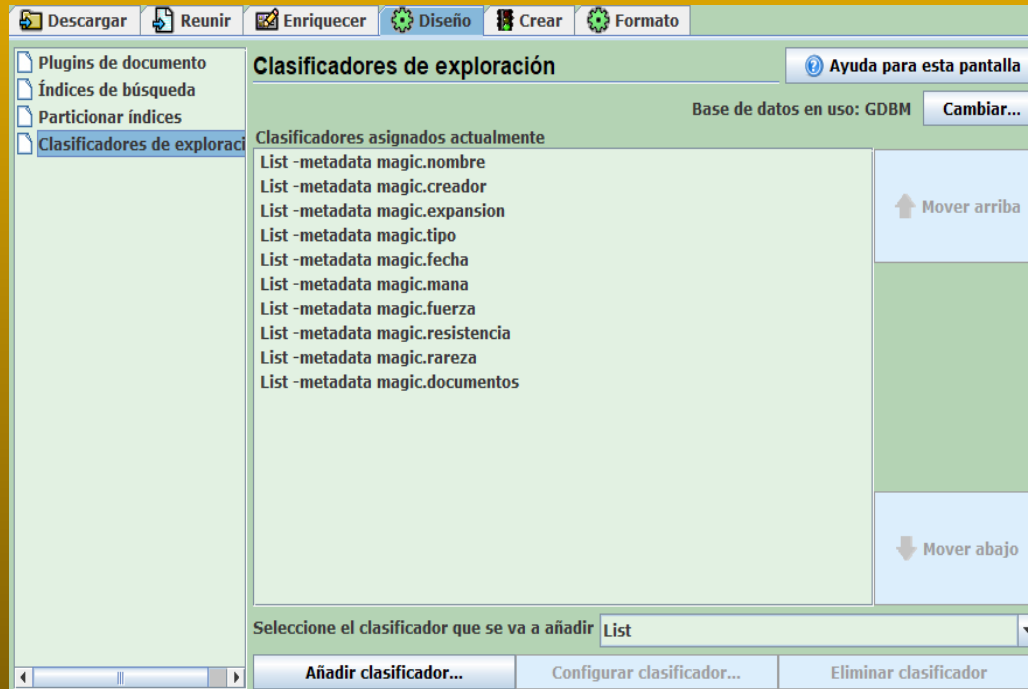 Descargar Reunir Enriquecer Diseño Crear Formato
Plugins de documento
Índices de búsqueda
Particionar índices
Clasificadores de exploraci
Clasificadores de exploración
Ayuda para esta pantalla
Base de datos en uso: GDBM Cambiar...
Clasificadores asignados actualmente
List -metadata magic.nombre
List -metadata magic.creador
List -metadata magic.expansion
List -metadata magic.tipo
List -metadata magic.fecha
List -metadata magic.mana
List -metadata magic.fuerza
List -metadata magic.resistencia
List -metadata magic.rareza
List -metadata magic.documentos
Mover arriba
Mover abajo
Seleccione el clasificador que se va a añadir List
Añadir clasificador... Configurar clasificador... Eliminar clasificador